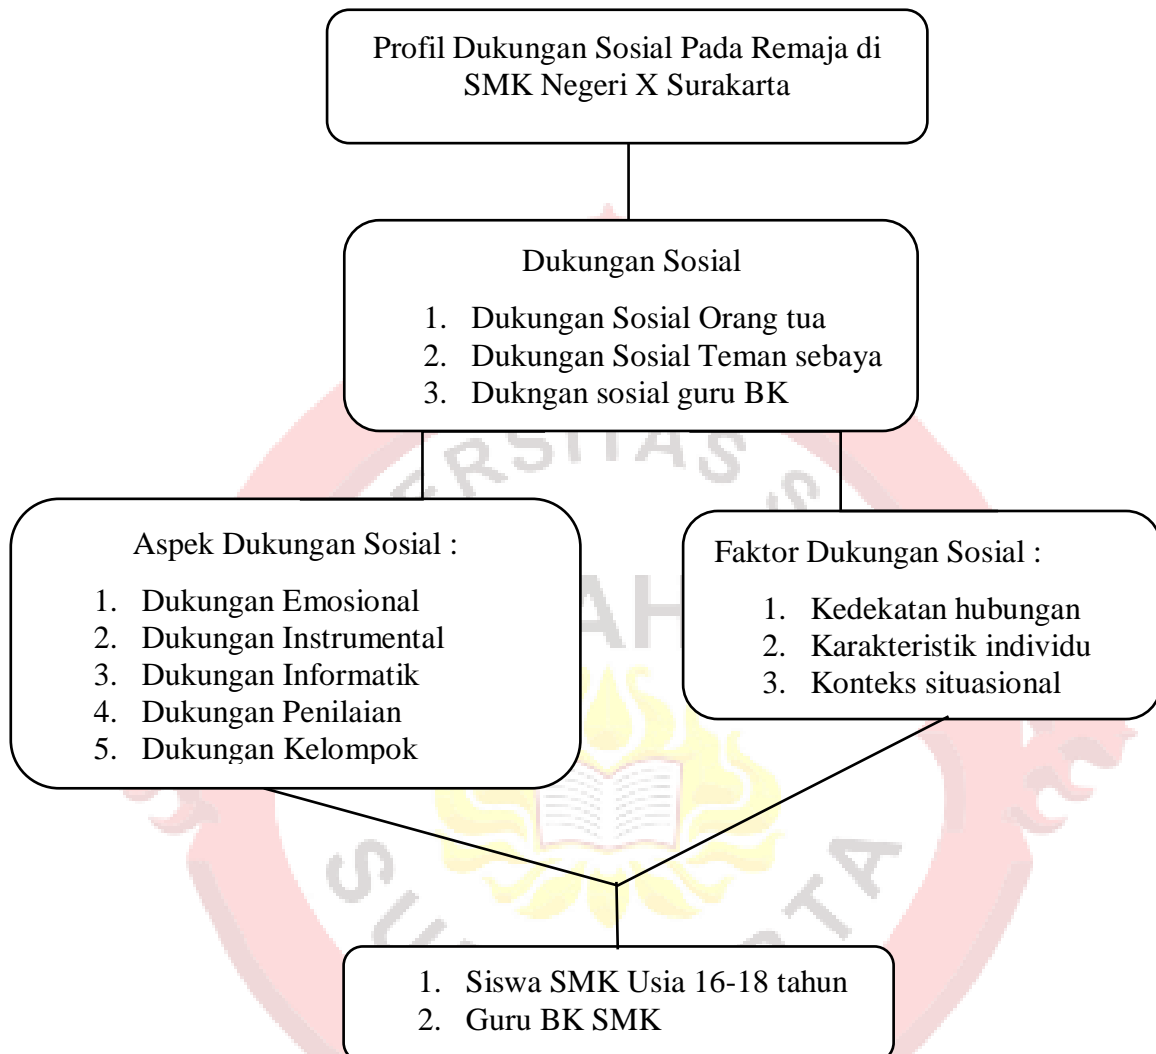 Profil Dukungan Sosial Pada Remaja di
SMK Negeri X Surakarta
Dukungan Sosial
1. Dukungan Sosial Orang tua
2. Dukungan Sosial Teman sebaya
3. Dukngan sosial guru BK
Aspek Dukungan Sosial :
1. Dukungan Emosional
2. Dukungan Instrumental
3. Dukungan Informatik
4. Dukungan Penilaian
5. Dukungan Kelompok
Faktor Dukungan Sosial :
1. Kedekatan hubungan
2. Karakteristik individu
3. Konteks situasional
1. Siswa SMK Usia 16-18 tahun
2. Guru BK SMK